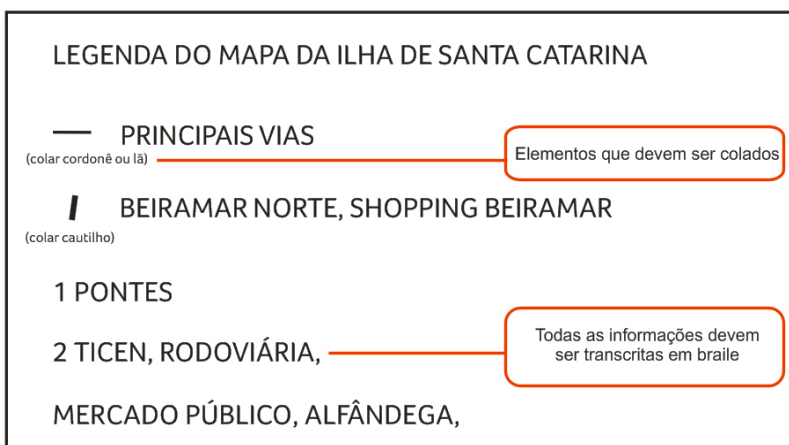 LEGENDA DO MAPA DA ILHA DE SANTA CATARINA
PRINCIPAIS VIAS
(colar cordonê ou lã)
Elementos que devem ser colados
BEIRAMAR NORTE, SHOPPING BEIRAMAR
(colar cautilho)
1 PONTES
2 TICEN, RODOVIÁRIA,
Todas as informações devem
ser transcritas em braile
MERCADO PÚBLICO, ALFÂNDEGA,